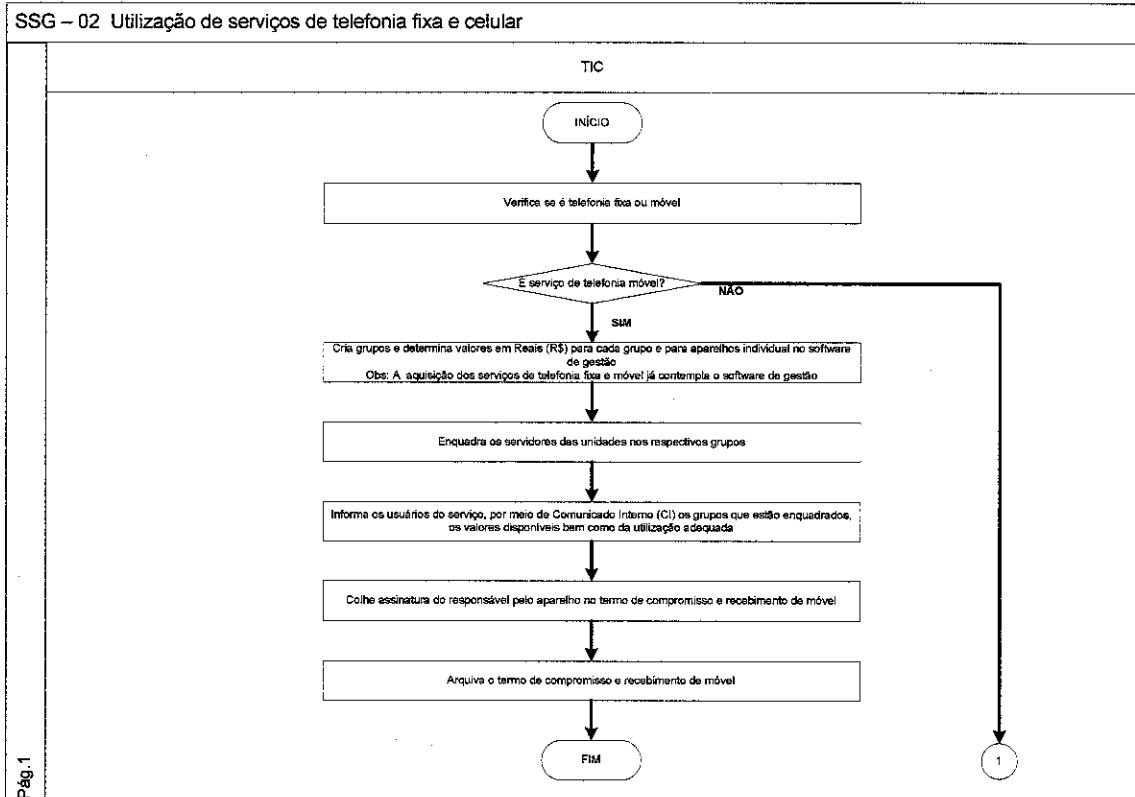 SSG – 02 Utilização de serviços de telefonia fixa e celular
TIC
INÍCIO
Verifica se é telefonia fixa ou móvel
É serviço de telefonia móvel?
NÃO
SIM
Cria grupos e determina valores em Reais (R$) para cada grupo e para aparelhos individual no software
de gestão
Obs: A aquisição dos serviços de telefonia fixa e móvel já contempla o software de gestão
Enquadra os servidores das unidades nos respectivos grupos
Informa os usuários do serviço, por meio de Comunicado Interno (CI) os grupos que estão enquadrados,
os valores disponíveis bem como da utilização adequada
Colhe assinatura do responsável pelo aparelho no termo de compromisso e recebimento de móvel
Arquiva o termo de compromisso e recebimento de móvel
FIM
1
Pág.1